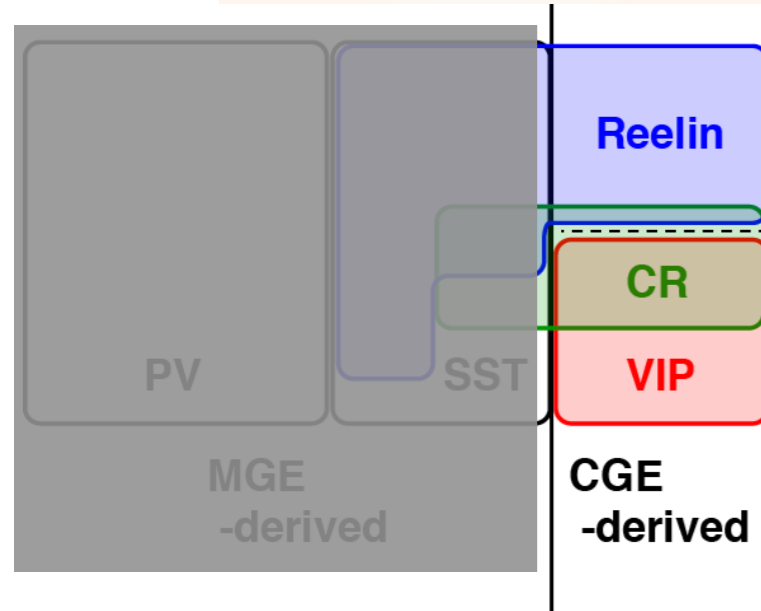 Reelin
CR
PV
SST
VIP
MGE
-derived
CGE
-derived